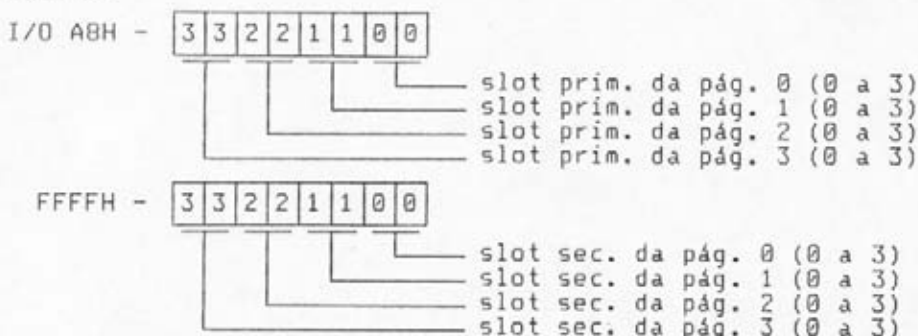 I/O A8H - 3 3 2 2 1 1 0 0
slot prim. da pág. 0 (0 a 3)
slot prim. da pág. 1 (0 a 3)
slot prim. da pág. 2 (0 a 3)
slot prim. da pág. 3 (0 a 3)
FFFFH - 3 3 2 2 1 1 0 0
slot sec. da pág. 0 (0 a 3)
slot sec. da pág. 1 (0 a 3)
slot sec. da pág. 2 (0 a 3)
slot sec. da pág. 3 (0 a 3)